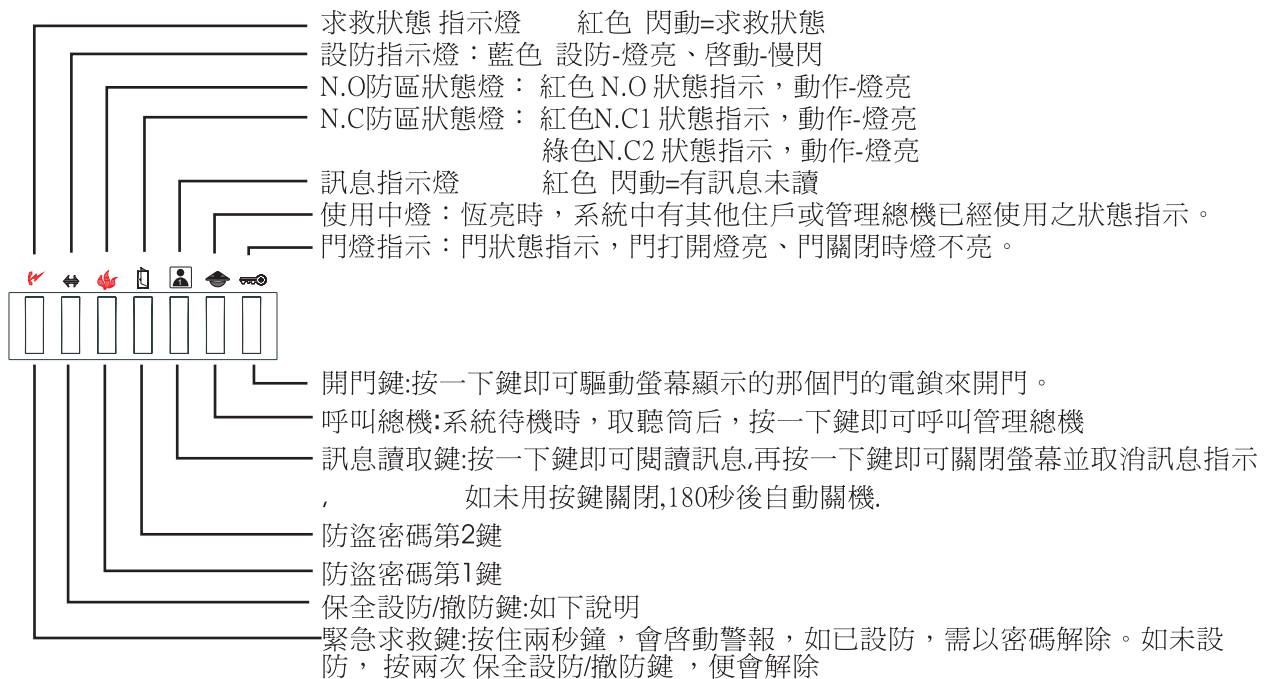 求救狀態 指示燈 紅色 閃動=求救狀態
設防指示燈：藍色 設防-燈亮、啓動-慢閃
N.O防區狀態燈： 紅色 N.O 狀態指示，動作-燈亮
N.C防區狀態燈： 紅色N.C1 狀態指示，動作-燈亮
綠色N.C2 狀態指示，動作-燈亮
訊息指示燈 紅色 閃動=有訊息未讀
使用中燈：恆亮時，系統中有其他住戶或管理總機已經使用之狀態指示。
門燈指示：門狀態指示，門打開燈亮、門關閉時燈不亮。
開門鍵:按一下鍵即可驅動螢幕顯示的那個門的電鎖來開門。
呼叫總機:系統待機時，取聽筒后，按一下鍵即可呼叫管理總機
訊息讀取鍵:按一下鍵即可閱讀訊息,再按一下鍵即可關閉螢幕並取消訊息指示
, 如未用按鍵關閉,180秒後自動關機.
防盜密碼第2鍵
防盜密碼第1鍵
保全設防/撤防鍵:如下說明
緊急求救鍵:按住兩秒鐘，會啓動警報，如已設防，需以密碼解除。如未設
防， 按兩次 保全設防/撤防鍵 ，便會解除